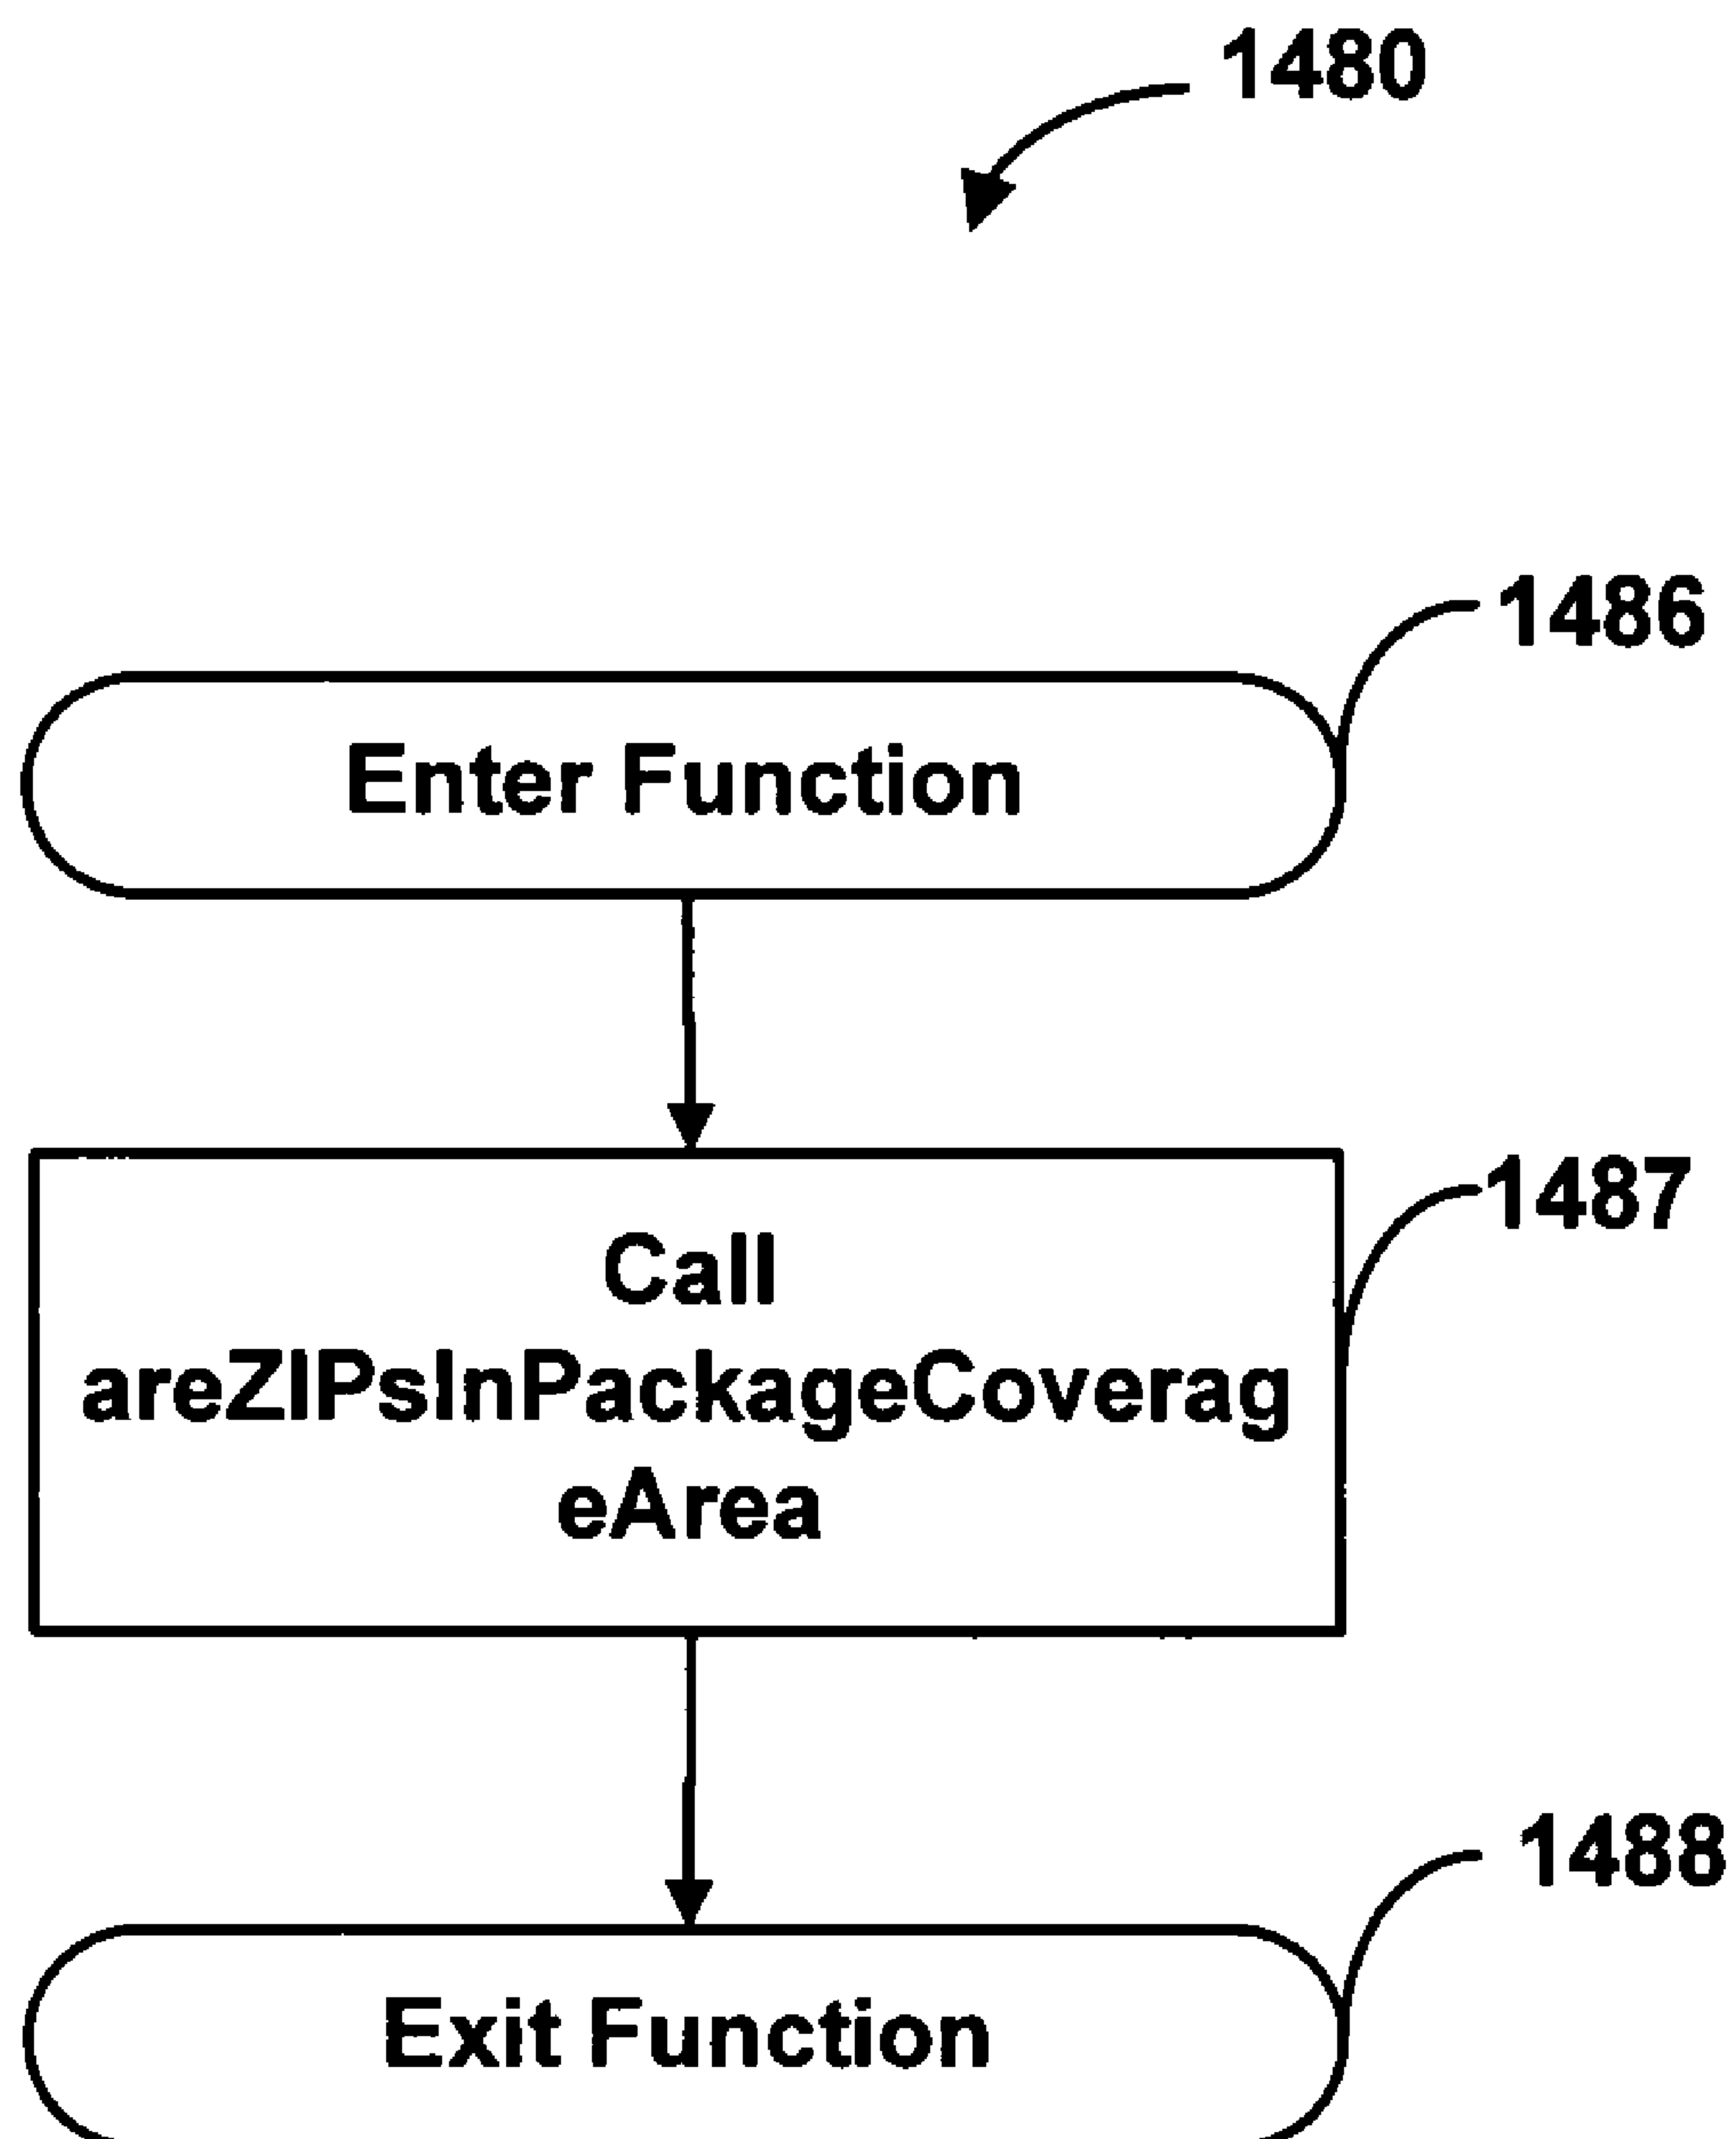 1480
1486
Enter Function
1487
Call
areZIPsInPackageCoverag
eArea
1488
Exit Function